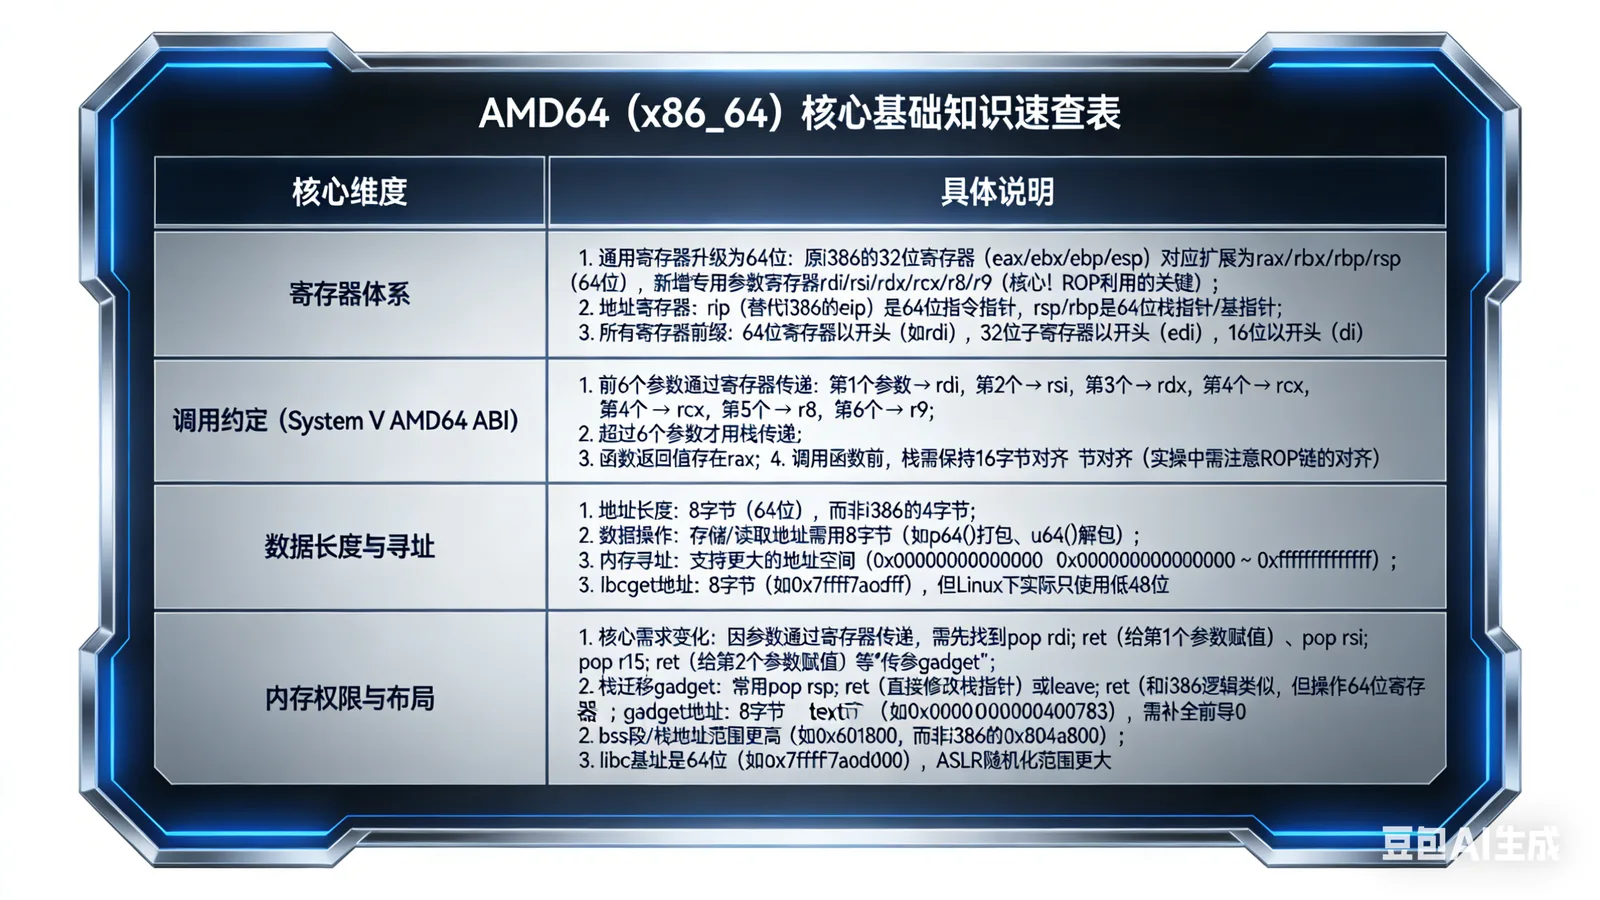 AMD64（x86_64）核心基础知识速查表
核心维度
具体说明
寄存器体系
1. 通用寄存器升级为64位：原i386的32位寄存器（eax/ebx/ebp/esp）对应扩展为rax/rbx/rbp/rsp
(64位），新增专用参数寄存器rdi/rsi/rdx/rcx/r8/r9（核心！ROP利用的关键）；
2. 地址寄存器：rip（替代i386的eip）是64位指令指针，rsp/rbp是64位栈指针/基指针；
3. 所有寄存器前缀：64位寄存器以开头（如rdi），32位子寄存器以开头（edi），16位以开头（di）
调用约定（System V AMD64 ABI）
1. 前6个参数通过寄存器传递：第1个参数→rdi，第2个→rsi，第3个→rdx，第4个→rcx，
第4个→rcx，第5个→r8，第6个→r9；
2. 超过6个参数才用栈传递；
3. 函数返回值存在rax；4. 调用函数前，栈需保持16字节对齐 节对齐（实操中需注意ROP链的对齐）
数据长度与寻址
1. 地址长度：8字节（64位），而非i386的4字节；
2. 数据操作：存储/读取地址需用8字节（如p64()打包、u64()解包）；
3. 内存寻址：支持更大的地址空间（0x00000000000000 0x000000000000000 ~ 0xffffffffffffff）；
3. lbcget地址：8字节（如0x7ffff7aodfff），但Linux下实际只使用低48位
内存权限与布局
1. 核心需求变化：因参数通过寄存器传递，需先找到pop rdi; ret（给第1个参数赋值）、pop rsi;
pop r15; ret（给第2个参数赋值）等“传参gadget”；
2. 栈迁移gadget：常用pop rsp; ret（直接修改栈指针）或leave; ret（和i386逻辑类似，但操作64位寄存
器 ；gadget地址：8字节 text （如0x0000000000400783），需补全前导0
2. bss段/栈地址范围更高（如0x601800，而非i386的0x804a800）；
3. libc基址是64位（如0x7ffff7aod000），ASLR随机化范围更大
豆包AI生成